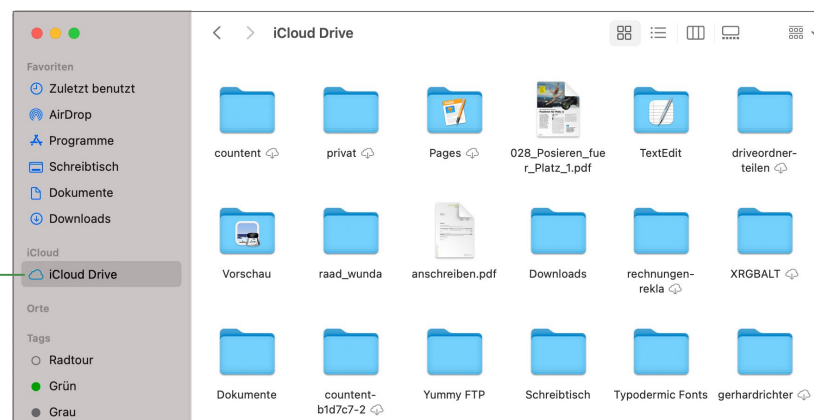 iCloud Drive
Favoriten
Zuletzt benutzt
AirDrop
Programme
Schreibtisch
Dokumente
Downloads
iCloud
iCloud Drive
Orte
Tags
Radtour
Grün
Grau
countent
privat
Pages
028_Posieren_fue
r_Platz_1.pdf
TextEdit
driveordner-
teilen
Vorschau
raad_wunda
anschreiben.pdf
Downloads
rechnungen-
rekla
XRGBALT
Dokumente
countent-
b1d7c7-2
Yummy FTP
Schreibtisch
Typodermic Fonts
gerhardrichter